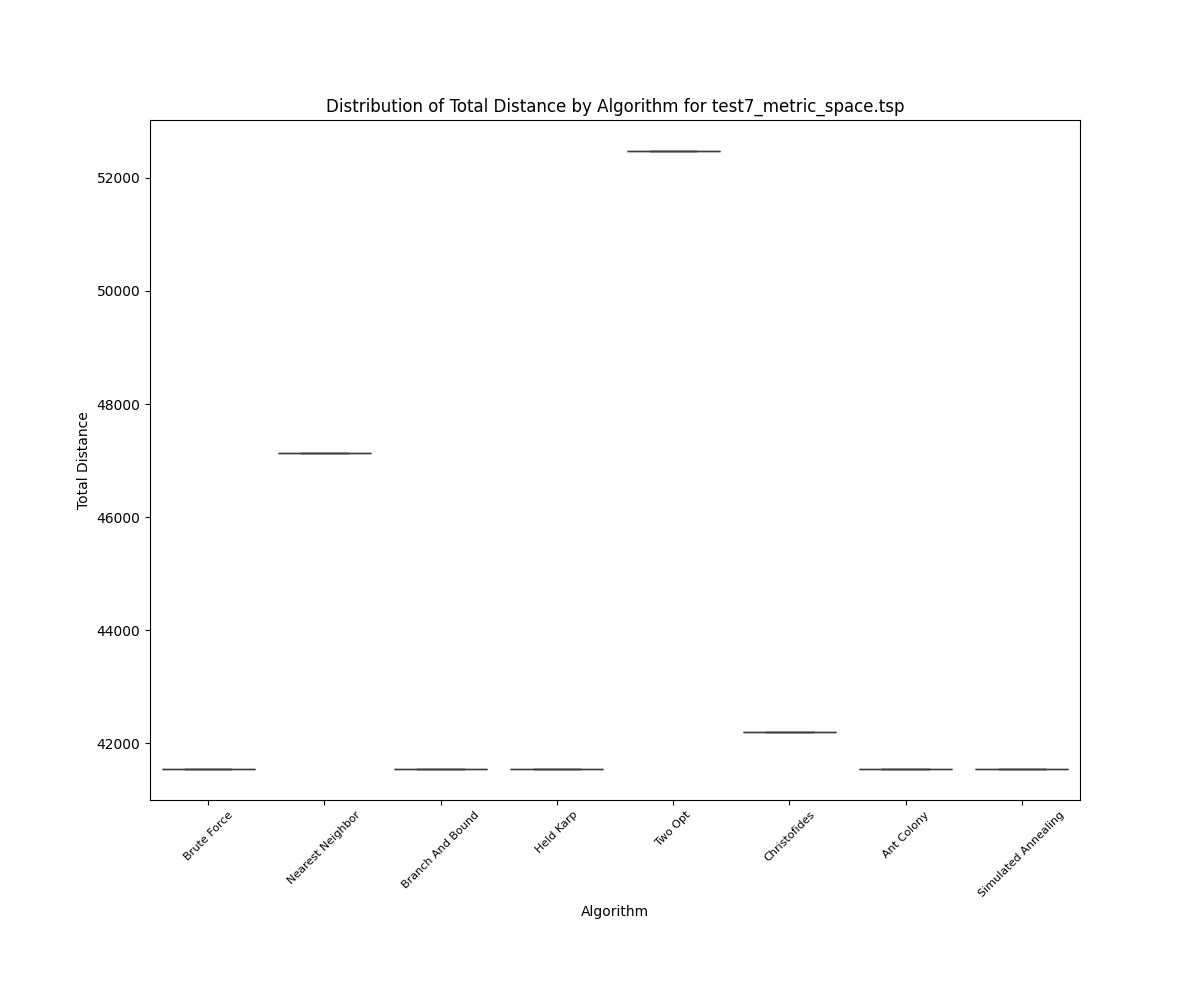 Distribution of Total Distance by Algorithm for test7_metric_space.tsp
Total Distance
52000
50000
48000
46000
44000
42000
Brute Force
Nearest Neighbor
Branch And Bound
Held Karp
Two Opt
Christofides
Ant Colony
Simulated Annealing
Algorithm